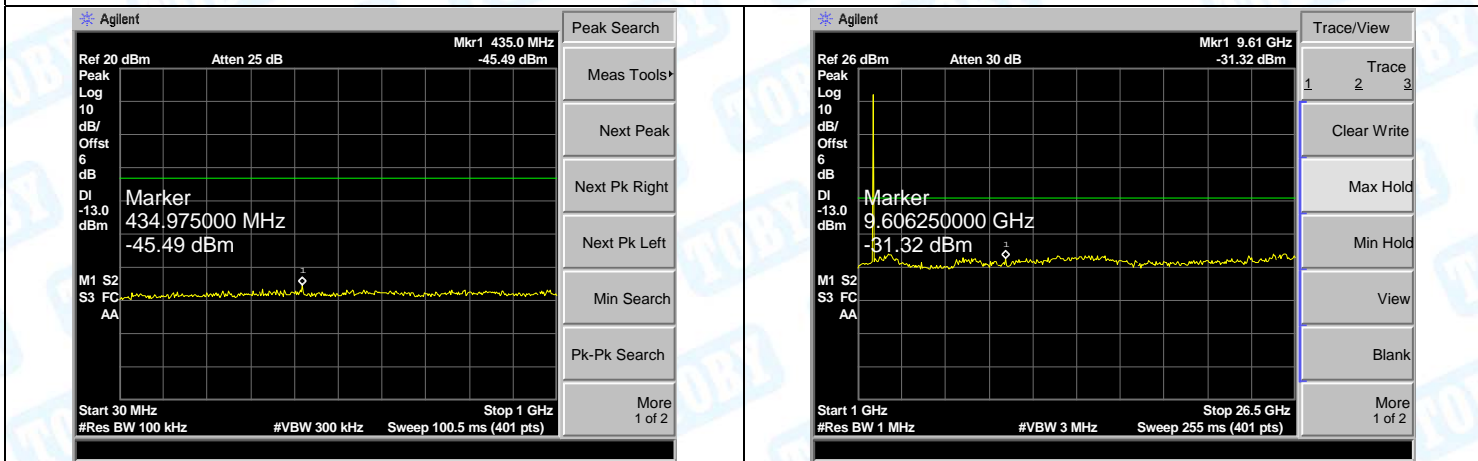 Agilent
Peak Search
Mkr1 435.0 MHz
Ref 20 dBm Atten 25 dB -45.49 dBm
Peak
Log
10
dB/
Offst
6
dB
DI
-13.0
dBm
M1 S2
S3 FC
AA
Marker
434.975000 MHz
-45.49 dBm
1
Start 30 MHz Stop 1 GHz
#Res BW 100 kHz #VBW 300 kHz Sweep 100.5 ms (401 pts)
Meas Tools
Next Peak
Next Pk Right
Next Pk Left
Min Search
Pk-Pk Search
More
1 of 2
Agilent
Trace/View
Mkr1 9.61 GHz
Ref 26 dBm Atten 30 dB -31.32 dBm
Peak
Log
10
dB/
Offst
6
dB
DI
-13.0
dBm
M1 S2
S3 FC
AA
Marker
9.606250000 GHz
-31.32 dBm
1
Start 1 GHz Stop 26.5 GHz
#Res BW 1 MHz #VBW 3 MHz Sweep 255 ms (401 pts)
Trace
1 2 3
Clear Write
Max Hold
Min Hold
View
Blank
More
1 of 2
TOBY